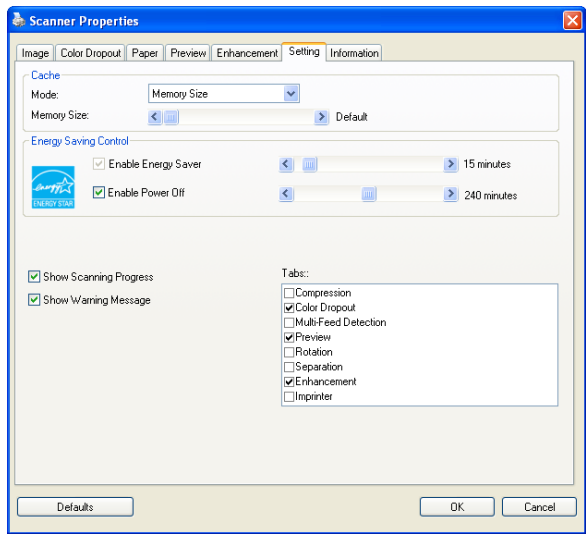 Scanner Properties
Image Color Dropout Paper Preview Enhancement Setting Information
Cache
Mode: Memory Size
Memory Size: Default
Energy Saving Control
Enable Energy Saver 15 minutes
energy
ENERGY STAR
Enable Power Off 240 minutes
Show Scanning Progress
Show Warning Message
Tabs::
Compression
Color Dropout
Multi-Feed Detection
Preview
Rotation
Separation
Enhancement
Imprinter
Defaults OK Cancel